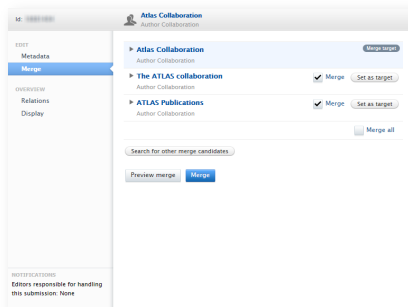 Id:
Atlas Collaboration
Author Collaboration
EDIT
Metadata
Merge
OVERVIEW
Relations
Display
Atlas Collaboration
Merge target
Author Collaboration
The ATLAS collaboration
Merge
Set as target
Author Collaboration
ATLAS Publications
Merge
Set as target
Author Collaboration
Merge all
Search for other merge candidates
Preview merge
Merge
NOTIFICATIONS
Editors responsible for handling
this submission: None